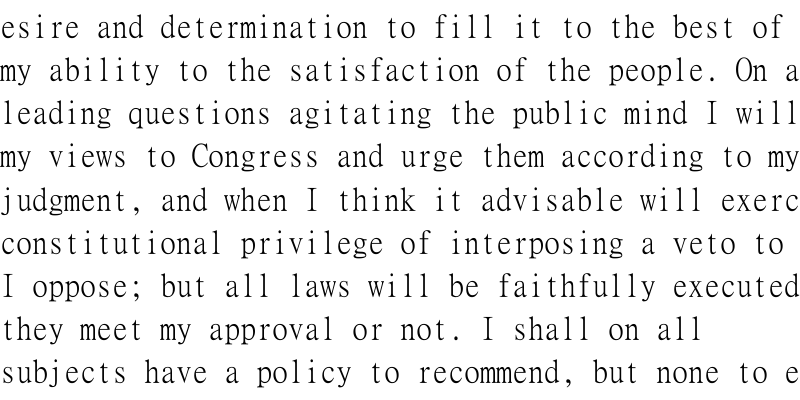 esire and determination to fill it to the best of
my ability to the satisfaction of the people. On a
leading questions agitating the public mind I will
my views to Congress and urge them according to my
judgment, and when I think it advisable will exerc
constitutional privilege of interposing a veto to
I oppose; but all laws will be faithfully executed
they meet my approval or not. I shall on all
subjects have a policy to recommend, but none to e